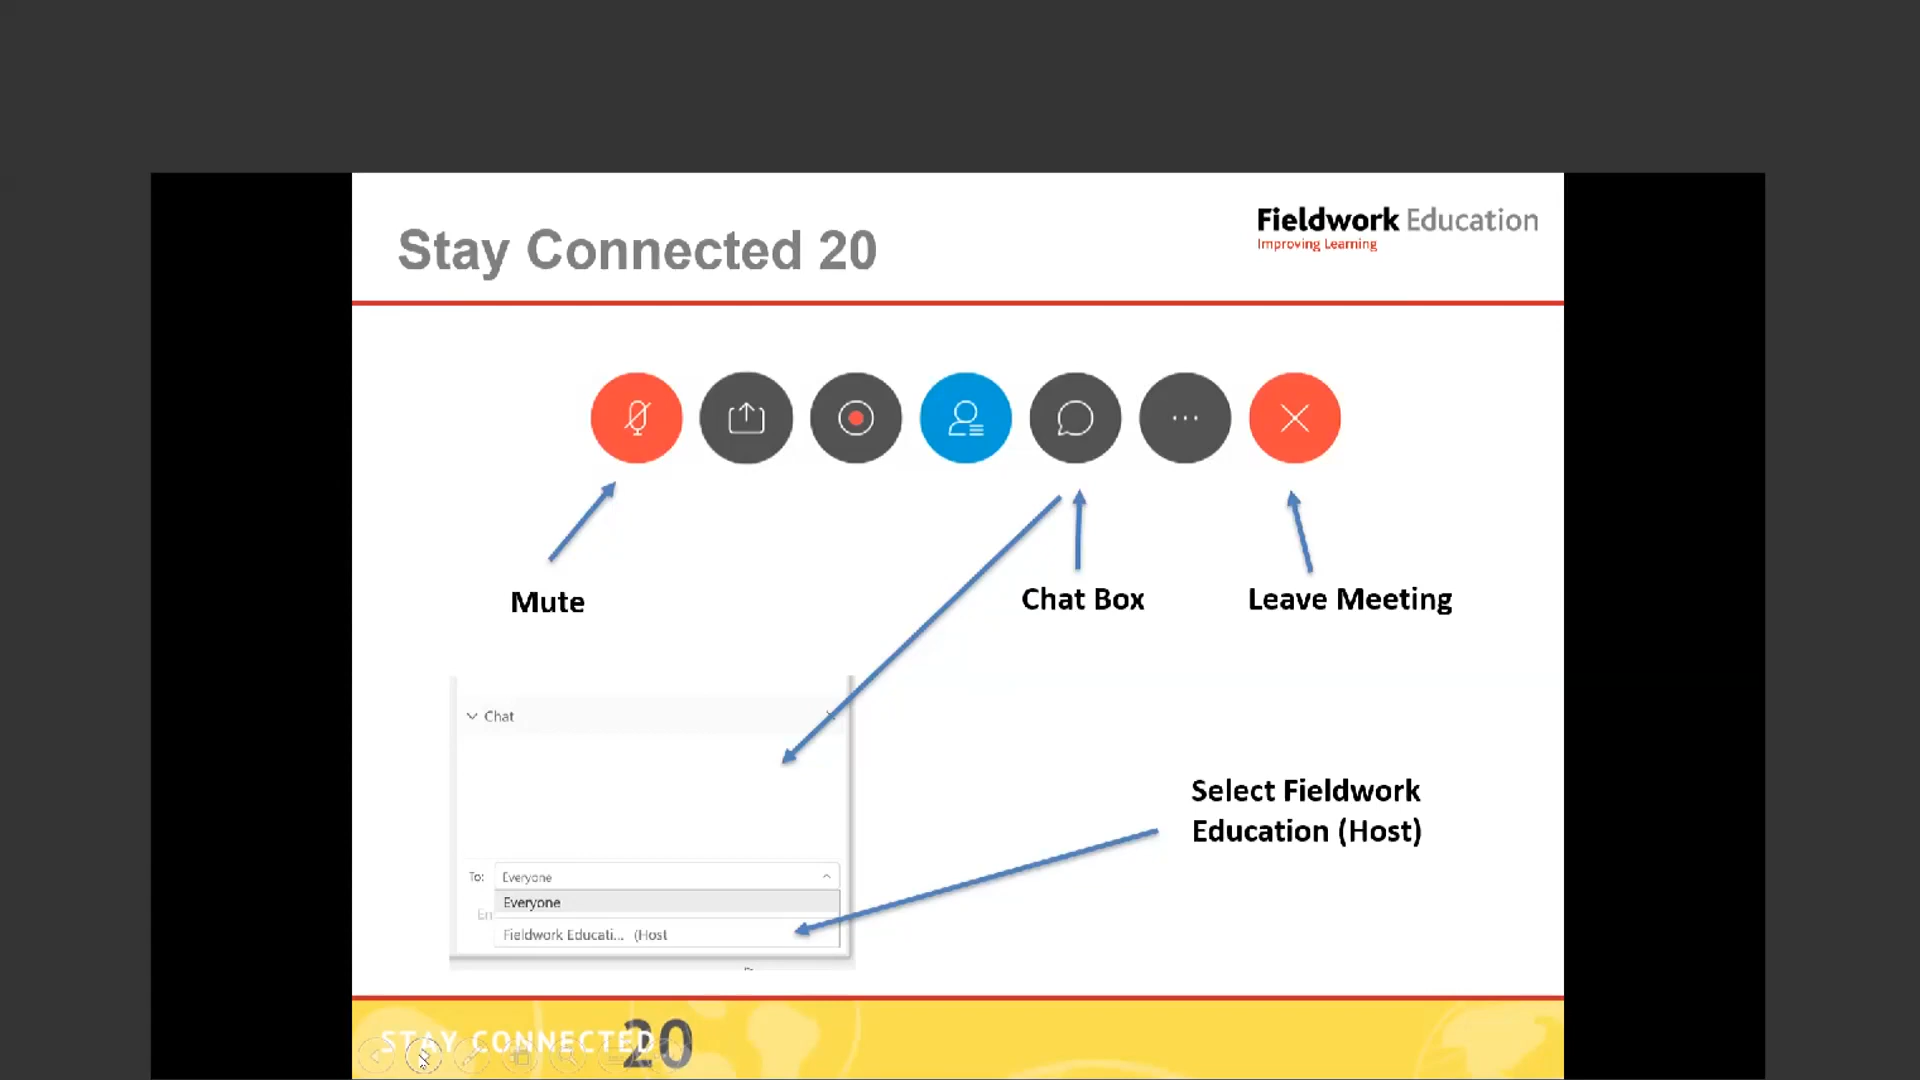 Stay Connected 20
Fieldwork Education
Improving Learning
Mute
Chat Box
Leave Meeting
Chat
Select Fieldwork
Education (Host)
To: Everyone
Everyone
En
Fieldwork Educati... (Host
STAY CONNECTED 20